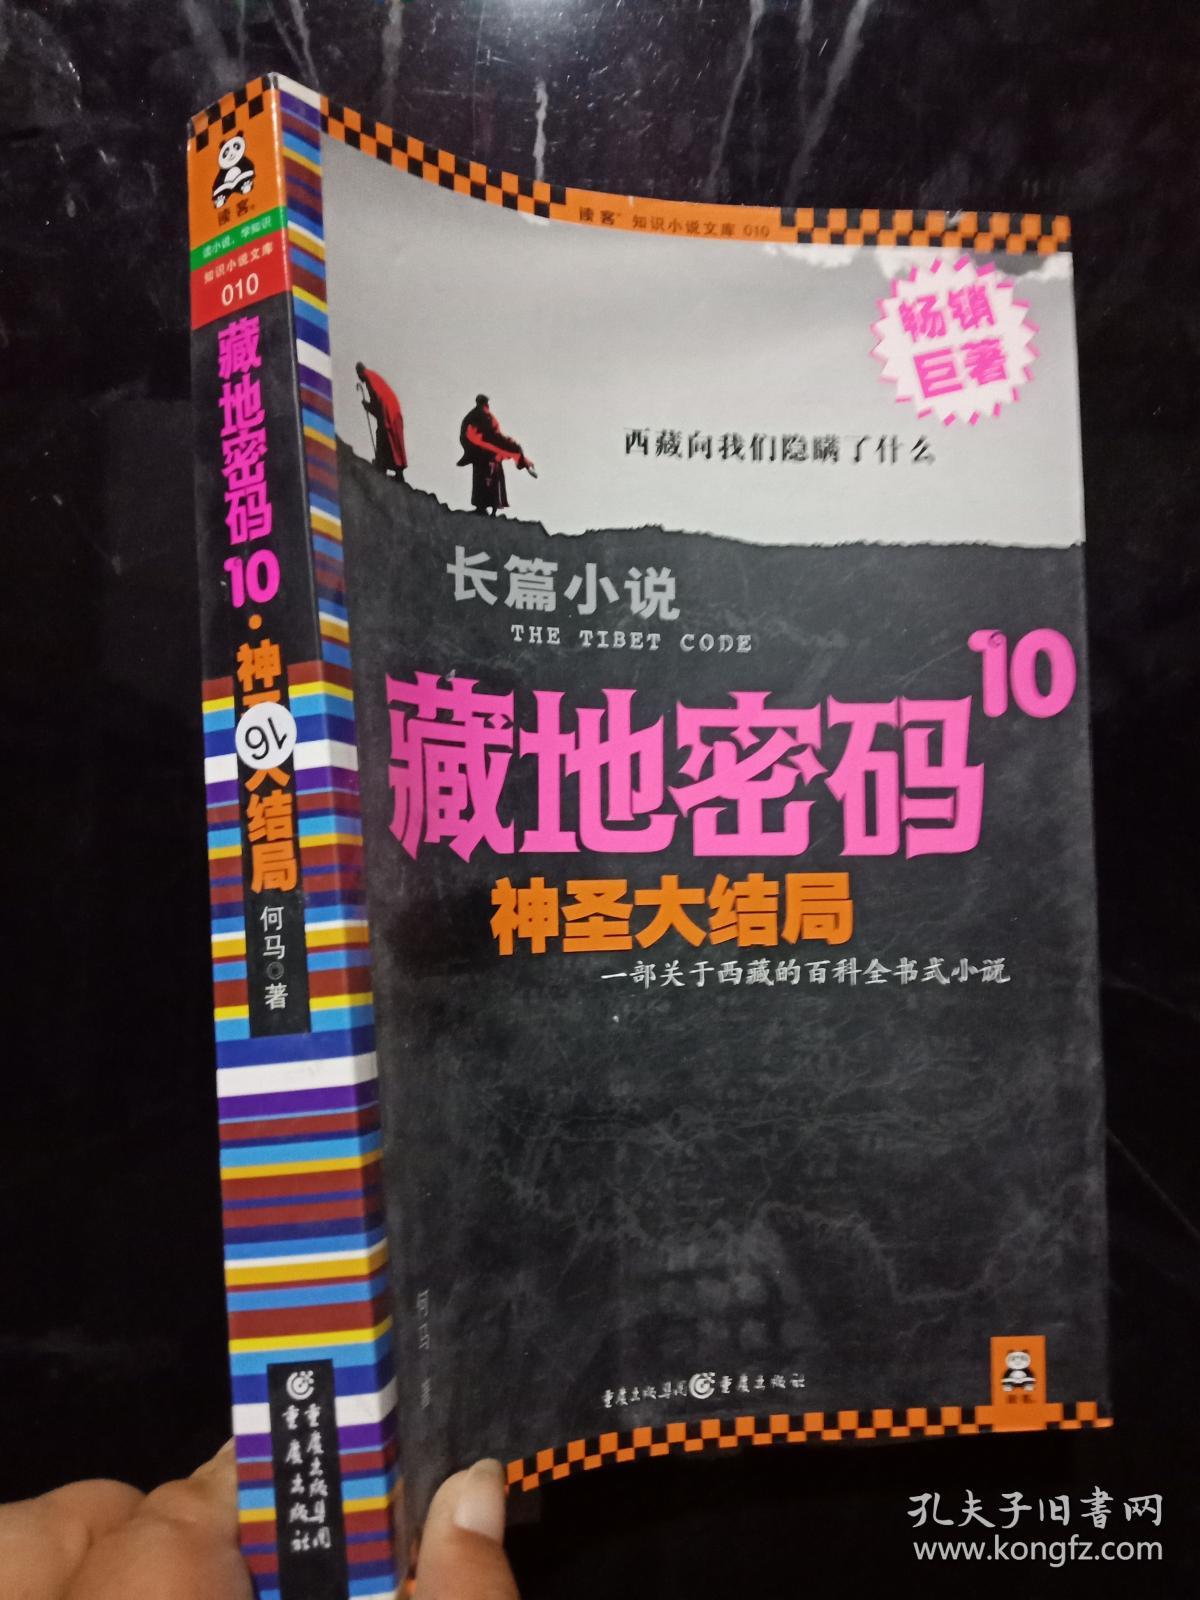 读客®
读小说，学知识
知识小说文库
010
藏地密码10·神圣大结局
16
何马◎著
重庆出版集团
重庆出版社
读客® 知识小说文库 010
畅销
巨著
西藏向我们隐瞒了什么
长篇小说
THE TIBET CODE
藏地密码10
神圣大结局
一部关于西藏的百科全书式小说
重庆出版集团 重庆出版社
读客
孔夫子旧書网
www.kongfz.com